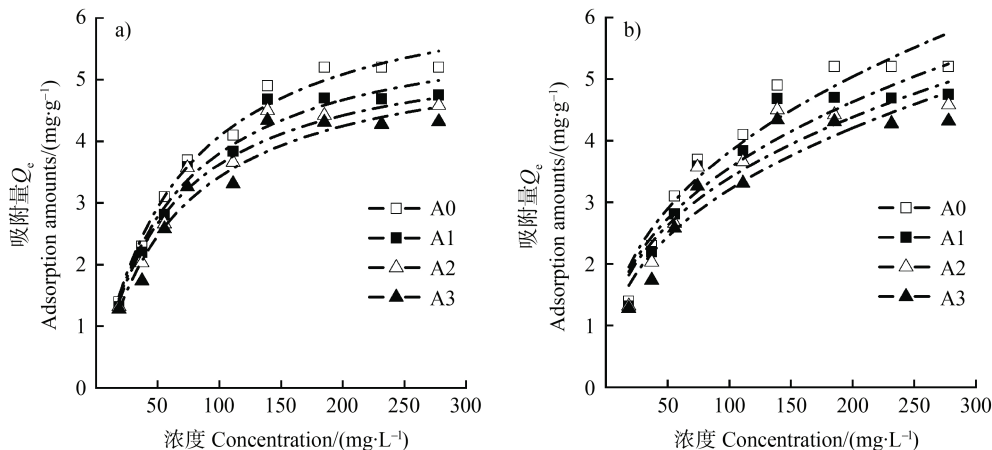 a)
吸附量Qe
Adsorption amounts/(mg·g⁻¹)
6
5
4
3
2
1
0
A0
A1
A2
A3
50 100 150 200 250 300
浓度 Concentration/(mg·L⁻¹)
b)
吸附量Qe
Adsorption amounts/(mg·g⁻¹)
6
5
4
3
2
1
0
A0
A1
A2
A3
50 100 150 200 250 300
浓度 Concentration/(mg·L⁻¹)